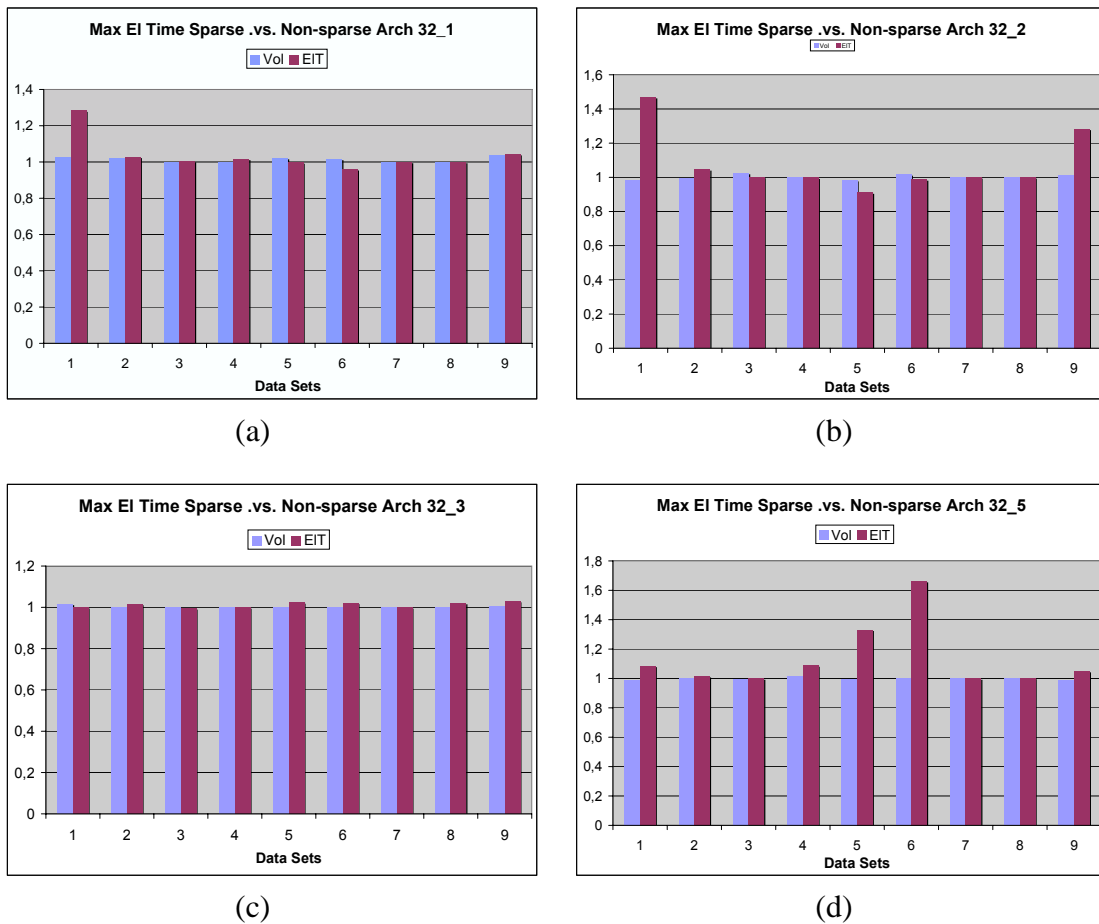 Max El Time Sparse .vs. Non-sparse Arch 32_1
Vol ElT
1,4
1,2
1
0,8
0,6
0,4
0,2
0
1 2 3 4 5 6 7 8 9
Data Sets
(a)
Max El Time Sparse .vs. Non-sparse Arch 32_2
Vol ElT
1,6
1,4
1,2
1
0,8
0,6
0,4
0,2
0
1 2 3 4 5 6 7 8 9
Data Sets
(b)
Max El Time Sparse .vs. Non-sparse Arch 32_3
Vol ElT
1,2
1
0,8
0,6
0,4
0,2
0
1 2 3 4 5 6 7 8 9
Data Sets
(c)
Max El Time Sparse .vs. Non-sparse Arch 32_5
Vol ElT
1,8
1,6
1,4
1,2
1
0,8
0,6
0,4
0,2
0
1 2 3 4 5 6 7 8 9
Data Sets
(d)